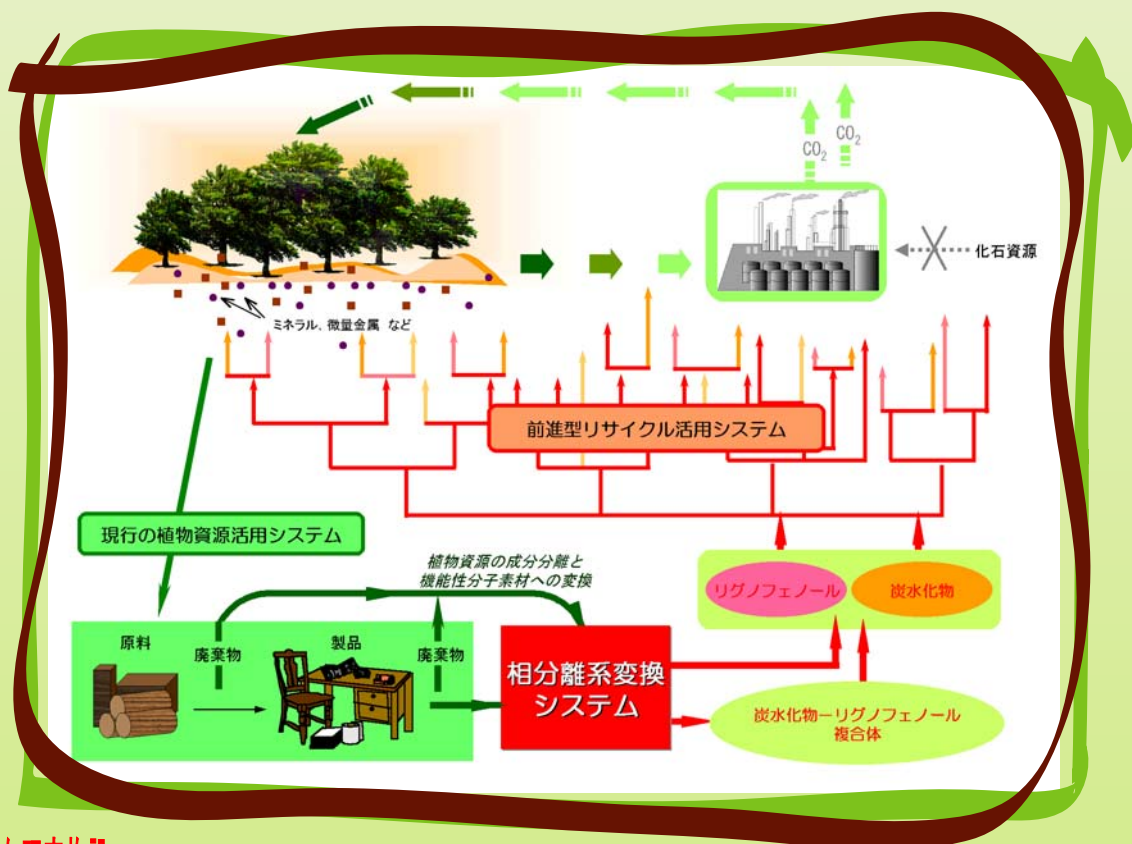 CO₂
CO₂
化石資源
ミネラル、微量金属 など
前進型リサイクル活用システム
現行の植物資源活用システム
植物資源の成分分離と
機能性分子素材への変換
リグノフェノール
炭水化物
原料
廃棄物
製品
廃棄物
相分離系変換
システム
炭水化物－リグノフェノール
複合体